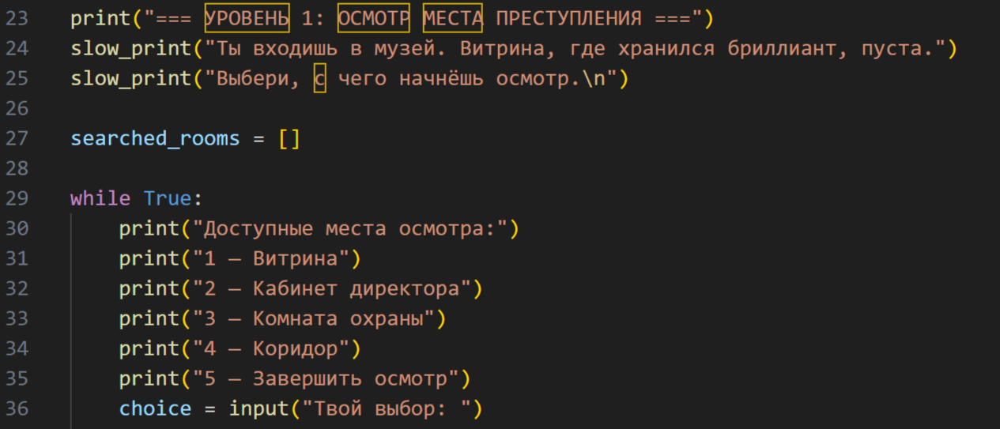 23 print("=== УРОВЕНЬ 1: ОСМОТР МЕСТА ПРЕСТУПЛЕНИЯ ===")
24 slow_print("Ты входишь в музей. Витрина, где хранился бриллиант, пуста.")
25 slow_print("Выбери, с чего начнёшь осмотр.\n")
26
27 searched_rooms = []
28
29 while True:
30     print("Доступные места осмотра:")
31     print("1 — Витрина")
32     print("2 — Кабинет директора")
33     print("3 — Комната охраны")
34     print("4 — Коридор")
35     print("5 — Завершить осмотр")
36     choice = input("Твой выбор: ")